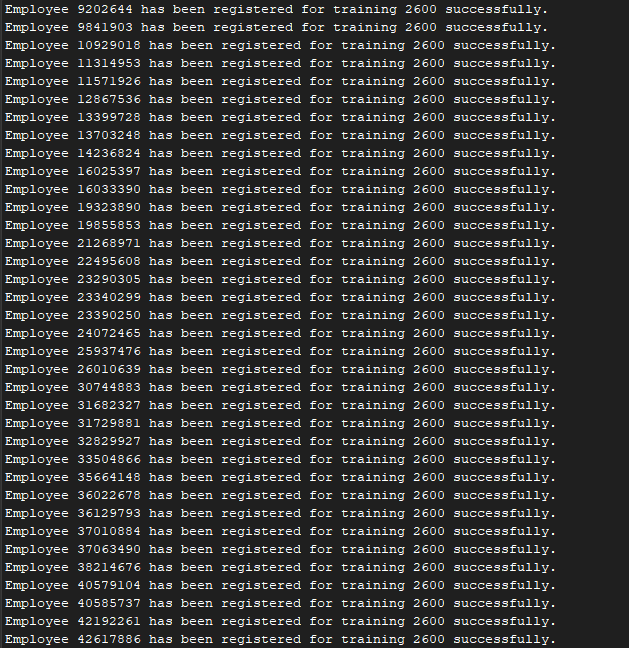 Employee 9202644 has been registered for training 2600 successfully.
Employee 9841903 has been registered for training 2600 successfully.
Employee 10929018 has been registered for training 2600 successfully.
Employee 11314953 has been registered for training 2600 successfully.
Employee 11571926 has been registered for training 2600 successfully.
Employee 12867536 has been registered for training 2600 successfully.
Employee 13399728 has been registered for training 2600 successfully.
Employee 13703248 has been registered for training 2600 successfully.
Employee 14236824 has been registered for training 2600 successfully.
Employee 16025397 has been registered for training 2600 successfully.
Employee 16033390 has been registered for training 2600 successfully.
Employee 19323890 has been registered for training 2600 successfully.
Employee 19855853 has been registered for training 2600 successfully.
Employee 21268971 has been registered for training 2600 successfully.
Employee 22495608 has been registered for training 2600 successfully.
Employee 23290305 has been registered for training 2600 successfully.
Employee 23340299 has been registered for training 2600 successfully.
Employee 23390250 has been registered for training 2600 successfully.
Employee 24072465 has been registered for training 2600 successfully.
Employee 25937476 has been registered for training 2600 successfully.
Employee 26010639 has been registered for training 2600 successfully.
Employee 30744883 has been registered for training 2600 successfully.
Employee 31682327 has been registered for training 2600 successfully.
Employee 31729881 has been registered for training 2600 successfully.
Employee 32829927 has been registered for training 2600 successfully.
Employee 33504866 has been registered for training 2600 successfully.
Employee 35664148 has been registered for training 2600 successfully.
Employee 36022678 has been registered for training 2600 successfully.
Employee 36129793 has been registered for training 2600 successfully.
Employee 37010884 has been registered for training 2600 successfully.
Employee 37063490 has been registered for training 2600 successfully.
Employee 38214676 has been registered for training 2600 successfully.
Employee 40579104 has been registered for training 2600 successfully.
Employee 40585737 has been registered for training 2600 successfully.
Employee 42192261 has been registered for training 2600 successfully.
Employee 42617886 has been registered for training 2600 successfully.